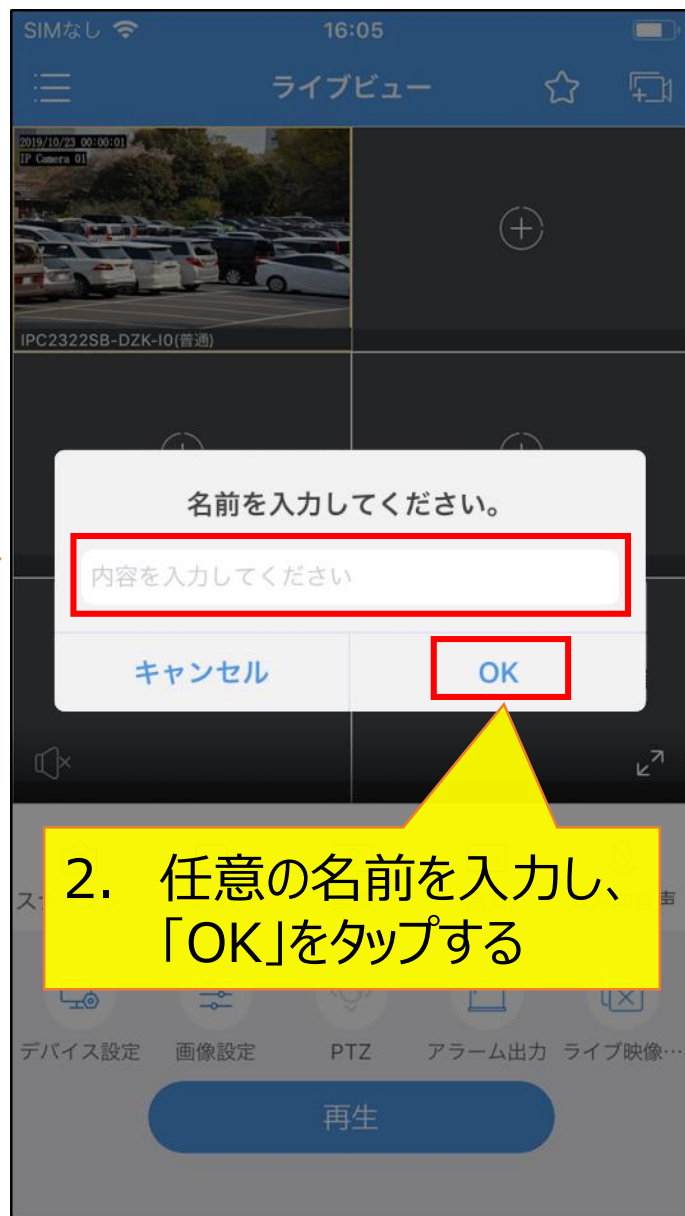 SIMなし 16:05
ライブビュー
2019/10/23 00:00:01
IP Camera 01
IPC2322SB-DZK-I0(普通)
名前を入力してください。
内容を入力してください
キャンセル OK
2. 任意の名前を入力し、
「OK」をタップする
ス
声
デバイス設定 画像設定 PTZ アラーム出力 ライブ映像…
再生